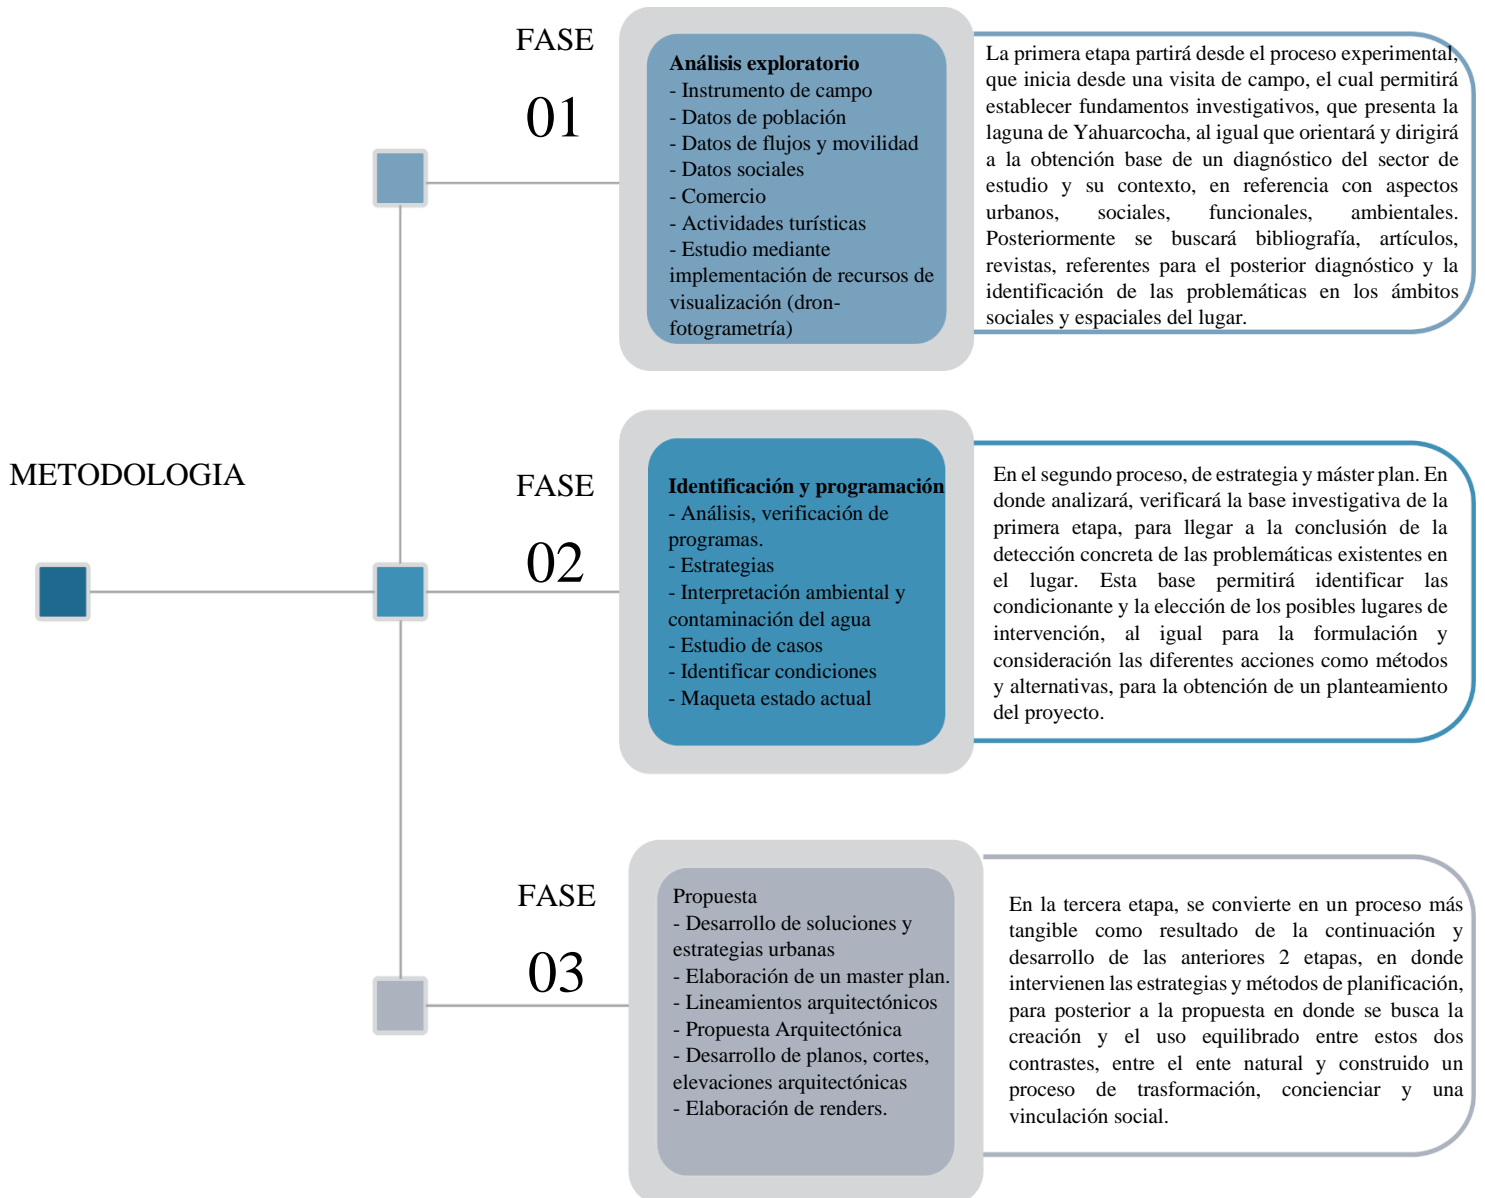 METODOLOGIA
FASE
01
Análisis exploratorio
- Instrumento de campo
- Datos de población
- Datos de flujos y movilidad
- Datos sociales
- Comercio
- Actividades turísticas
- Estudio mediante
implementación de recursos de
visualización (dron-
fotogrametría)
La primera etapa partirá desde el proceso experimental,
que inicia desde una visita de campo, el cual permitirá
establecer fundamentos investigativos, que presenta la
laguna de Yahuarcocha, al igual que orientará y dirigirá
a la obtención base de un diagnóstico del sector de
estudio y su contexto, en referencia con aspectos
urbanos, sociales, funcionales, ambientales.
Posteriormente se buscará bibliografía, artículos,
revistas, referentes para el posterior diagnóstico y la
identificación de las problemáticas en los ámbitos
sociales y espaciales del lugar.
FASE
02
Identificación y programación
- Análisis, verificación de
programas.
- Estrategias
- Interpretación ambiental y
contaminación del agua
- Estudio de casos
- Identificar condiciones
- Maqueta estado actual
En el segundo proceso, de estrategia y máster plan. En
donde analizará, verificará la base investigativa de la
primera etapa, para llegar a la conclusión de la
detección concreta de las problemáticas existentes en
el lugar. Esta base permitirá identificar las
condicionante y la elección de los posibles lugares de
intervención, al igual para la formulación y
consideración las diferentes acciones como métodos
y alternativas, para la obtención de un planteamiento
del proyecto.
FASE
03
Propuesta
- Desarrollo de soluciones y
estrategias urbanas
- Elaboración de un master plan.
- Lineamientos arquitectónicos
- Propuesta Arquitectónica
- Desarrollo de planos, cortes,
elevaciones arquitectónicas
- Elaboración de renders.
En la tercera etapa, se convierte en un proceso más
tangible como resultado de la continuación y
desarrollo de las anteriores 2 etapas, en donde
intervienen las estrategias y métodos de planificación,
para posterior a la propuesta en donde se busca la
creación y el uso equilibrado entre estos dos
contrastes, entre el ente natural y construido un
proceso de trasformación, concienciar y una
vinculación social.